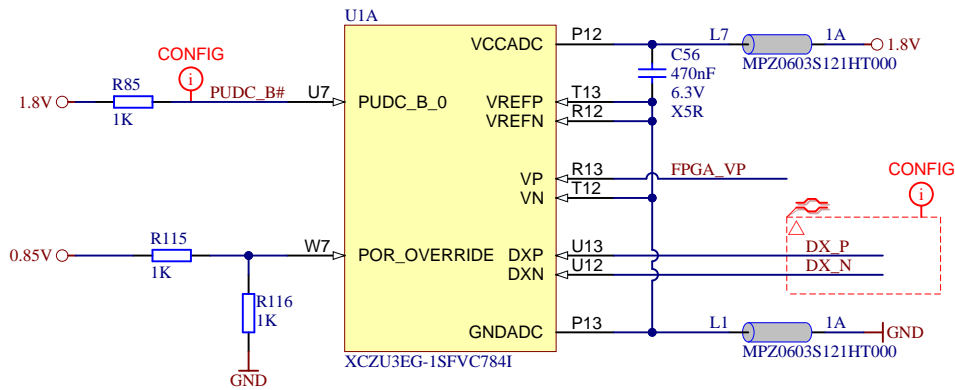 U1A
P12
L7
1A
VCCADC
1.8V
CONFIG
C56
MPZ0603S121HT000
470nF
R85
PUDC_B#
U7
T13
6.3V
1.8V
PUDC_B_0
VREFP
R12
X5R
1K
VREFN
CONFIG
R13
FPGA_VP
VP
T12
VN
R115
W7
U13
DX_P
0.85V
POR_OVERRIDE
DXP
U12
DX_N
1K
DXN
R116
1K
P13
L1
1A
GNDADC
GND
MPZ0603S121HT000
XCZU3EG-1SFVC784I
GND